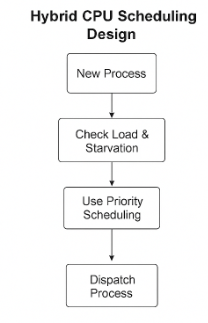 Hybrid CPU Scheduling
Design
New Process
Check Load &
Starvation
Use Priority
Scheduling
Dispatch
Process